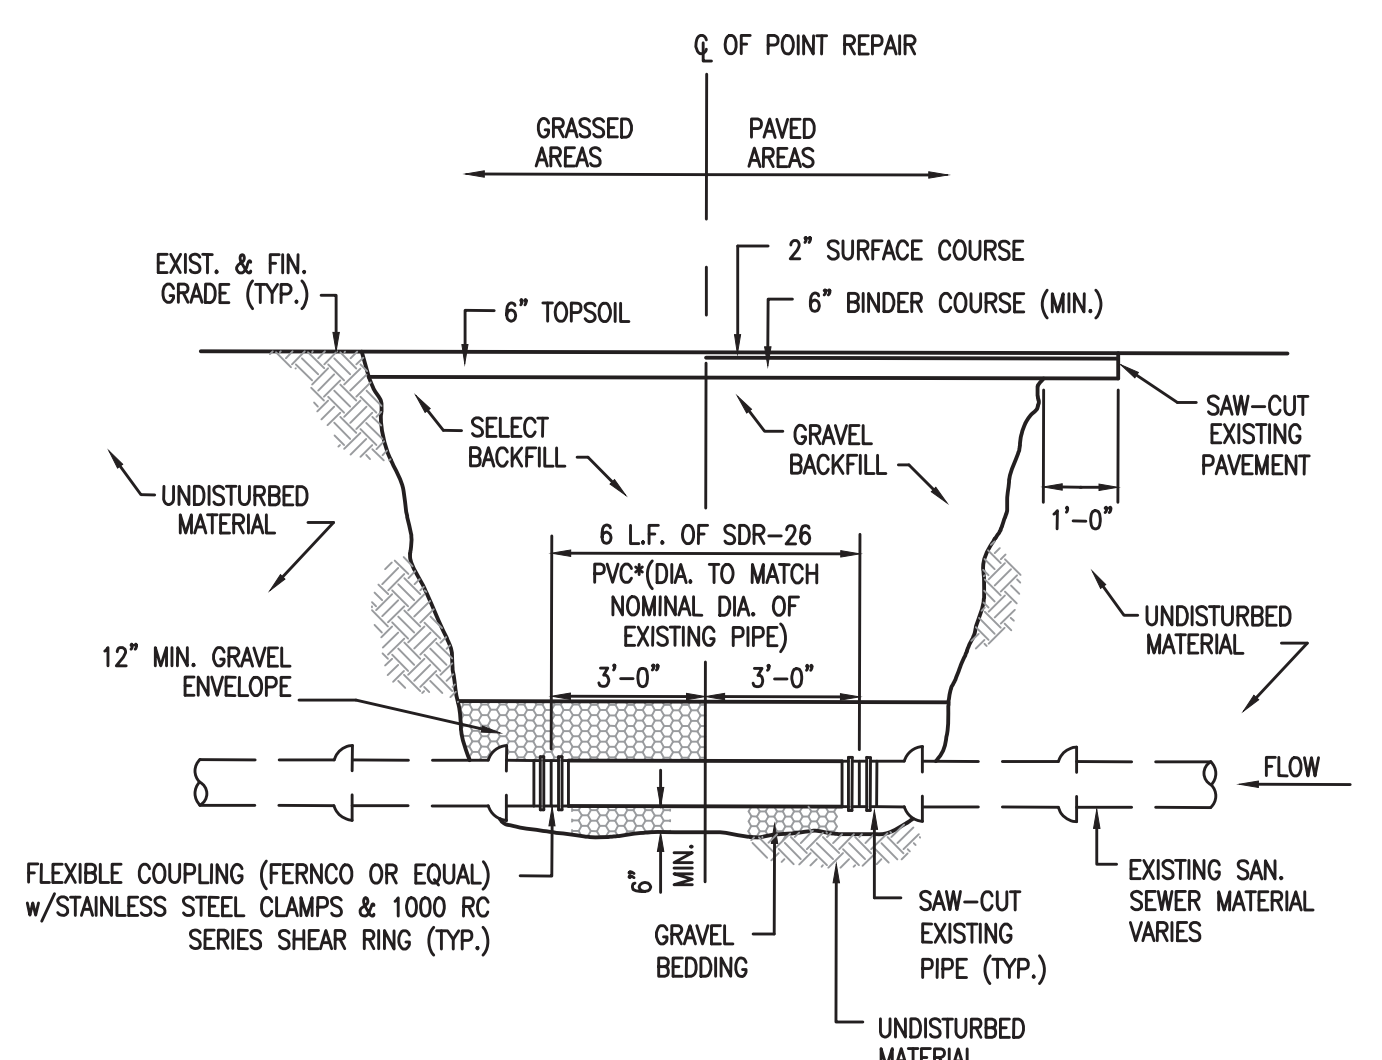 ℄ OF POINT REPAIR
GRASSED
AREAS
PAVED
AREAS
2" SURFACE COURSE
EXIST. & FIN.
GRADE (TYP.)
6" TOPSOIL
6" BINDER COURSE (MIN.)
SAW-CUT
EXISTING
PAVEMENT
SELECT
BACKFILL
GRAVEL
BACKFILL
UNDISTURBED
MATERIAL
1'-0"
6 L.F. OF SDR-26
PVC*(DIA. TO MATCH
NOMINAL DIA. OF
EXISTING PIPE)
UNDISTURBED
MATERIAL
12" MIN. GRAVEL
ENVELOPE
3'-0"
3'-0"
FLOW
FLEXIBLE COUPLING (FERNCO OR EQUAL)
w/STAINLESS STEEL CLAMPS & 1000 RC
SERIES SHEAR RING (TYP.)
6"
MIN.
EXISTING SAN.
SEWER MATERIAL
VARIES
SAW-CUT
EXISTING
PIPE (TYP.)
GRAVEL
BEDDING
UNDISTURBED
MATERIAL